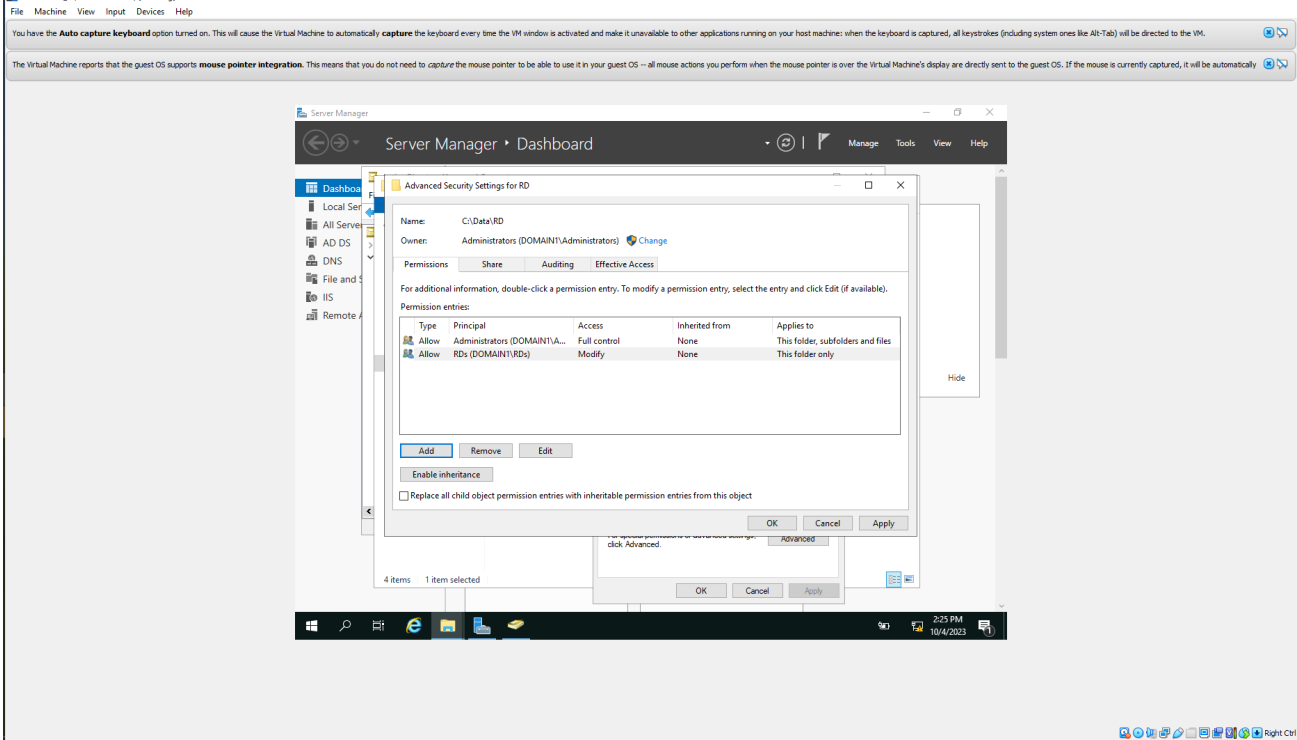 File Machine View Input Devices Help
You have the Auto capture keyboard option turned on. This will cause the Virtual Machine to automatically capture the keyboard every time the VM window is activated and make it unavailable to other applications running on your host machine: when the keyboard is captured, all keystrokes (including system ones like Alt-Tab) will be directed to the VM.
The Virtual Machine reports that the guest OS supports mouse pointer integration. This means that you do not need to capture the mouse pointer to be able to use it in your guest OS -- all mouse actions you perform when the mouse pointer is over the Virtual Machine's display are directly sent to the guest OS. If the mouse is currently captured, it will be automatically
Server Manager
Server Manager Dashboard
Manage Tools View Help
Dashboa
Local Ser
All Server
AD DS
DNS
File and S
IIS
Remote A
Advanced Security Settings for RD
Name: C:\Data\RD
Owner: Administrators (DOMAIN1\Administrators) Change
Permissions Share Auditing Effective Access
For additional information, double-click a permission entry. To modify a permission entry, select the entry and click Edit (if available).
Permission entries:
Type Principal Access Inherited from Applies to
Allow Administrators (DOMAIN1\A... Full control None This folder, subfolders and files
Allow RDs (DOMAIN1\RDs) Modify None This folder only
Hide
Add Remove Edit
Enable inheritance
Replace all child object permission entries with inheritable permission entries from this object
OK Cancel Apply
click Advanced.
Advanced
4 items 1 item selected
OK Cancel Apply
2:25 PM
10/4/2023
1
Right Ctrl